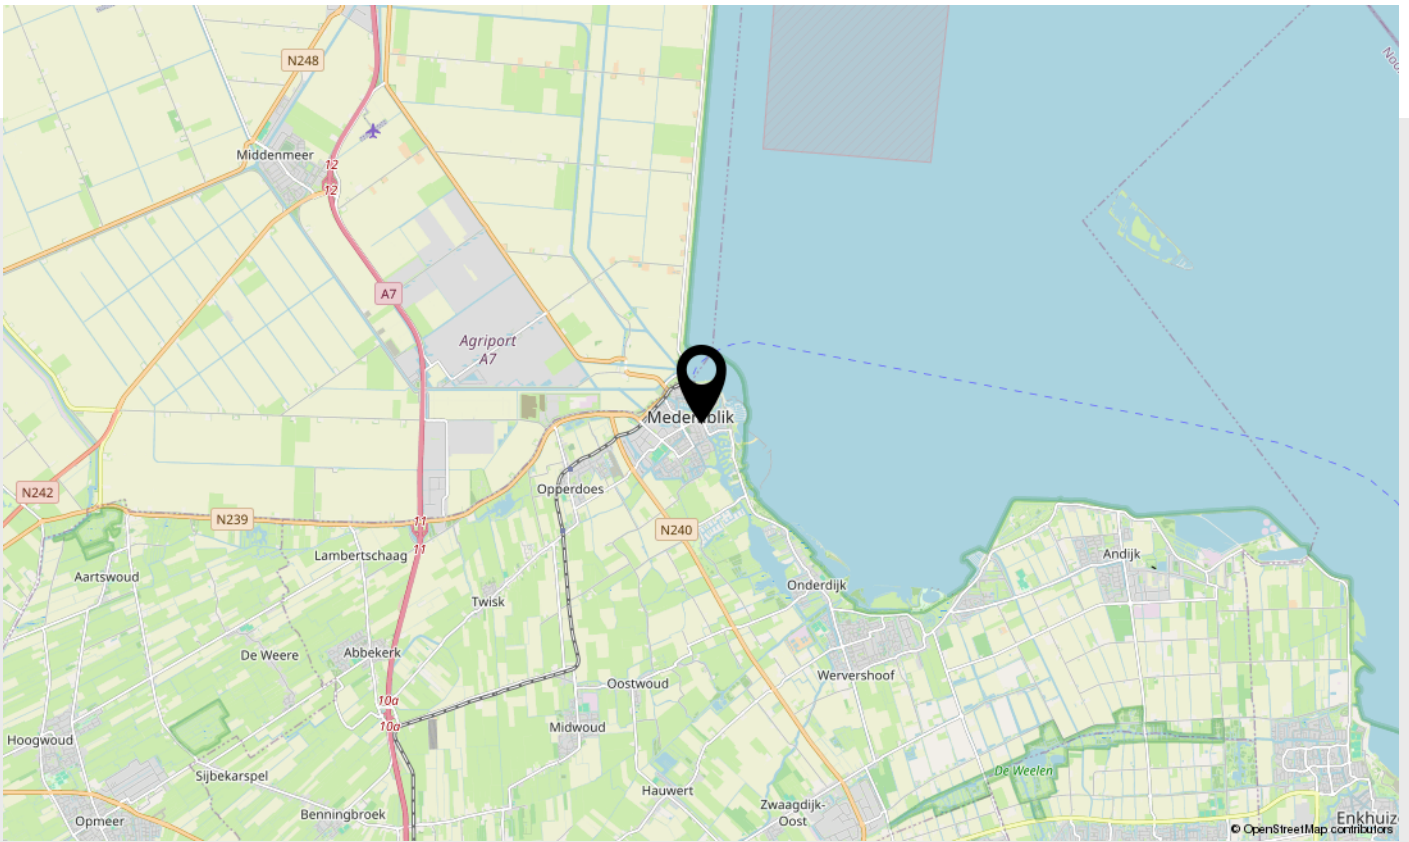 N248
Noo
Middenmeer
12
12
A7
Agriport
A7
Medemblik
N242
Opperdoes
N239
11
N240
11
Lambertschaag
Andijk
Aartswoud
Onderdijk
Twisk
De Weere
Abbekerk
Wervershoof
Oostwoud
10a
10a
Midwoud
Hoogwoud
De Weelen
Sijbekarspel
Hauwert
Zwaagdijk-
Oost
Benningbroek
Opmeer
Enkhuiz
© OpenStreetMap contributors